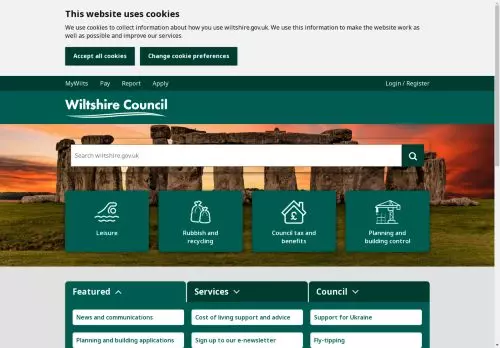 This website uses cookies
We use cookies to collect information about how you use wiltshire.gov.uk. We use this information to make the website work as well as possible and improve our services.
Accept all cookies
Change cookie preferences
MyWilts
Pay
Report
Apply
Login / Register
Wiltshire Council
Search wiltshire.gov.uk
Leisure
Rubbish and
recycling
Council tax and
benefits
Planning and
building control
Featured
Services
Council
News and communications
Cost of living support and advice
Support for Ukraine
Planning and building applications
Sign up to our e-newsletter
Fly-tipping